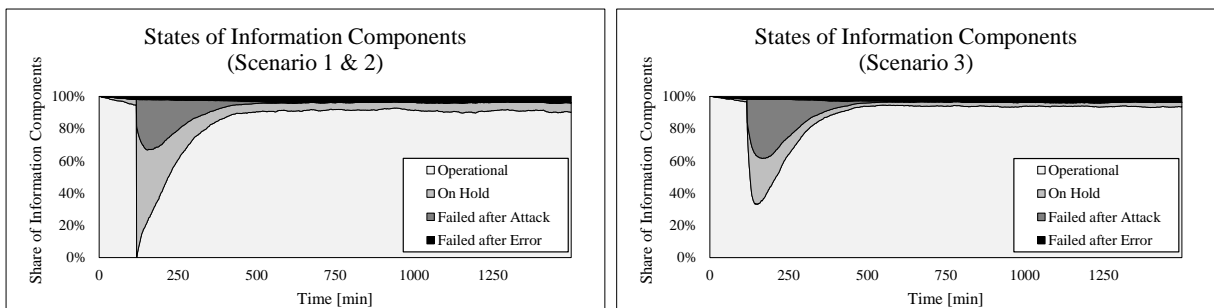 States of Information Components
(Scenario 1 & 2)
Share of Information Components
100%
80%
60%
40%
20%
0%
Operational
On Hold
Failed after Attack
Failed after Error
0 250 500 750 1000 1250
Time [min]
States of Information Components
(Scenario 3)
Share of Information Components
100%
80%
60%
40%
20%
0%
Operational
On Hold
Failed after Attack
Failed after Error
0 250 500 750 1000 1250
Time [min]